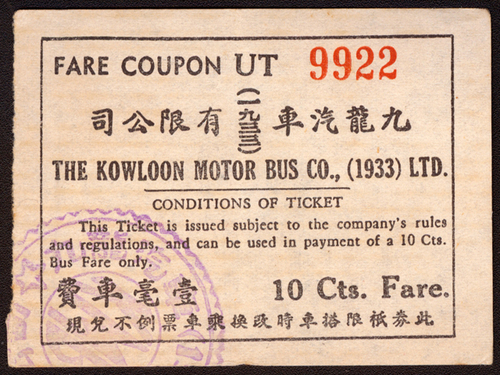 FARE COUPON UT 9922
九龍汽車(一九三三)有限公司
THE KOWLOON MOTOR BUS CO., (1933) LTD.
CONDITIONS OF TICKET
This Ticket is issued subject to the company's rules
and regulations, and can be used in payment of a 10 Cts.
Bus Fare only.
壹毫車費
10 Cts. Fare.
此券祇限搭車時改換乘車票例不兌現